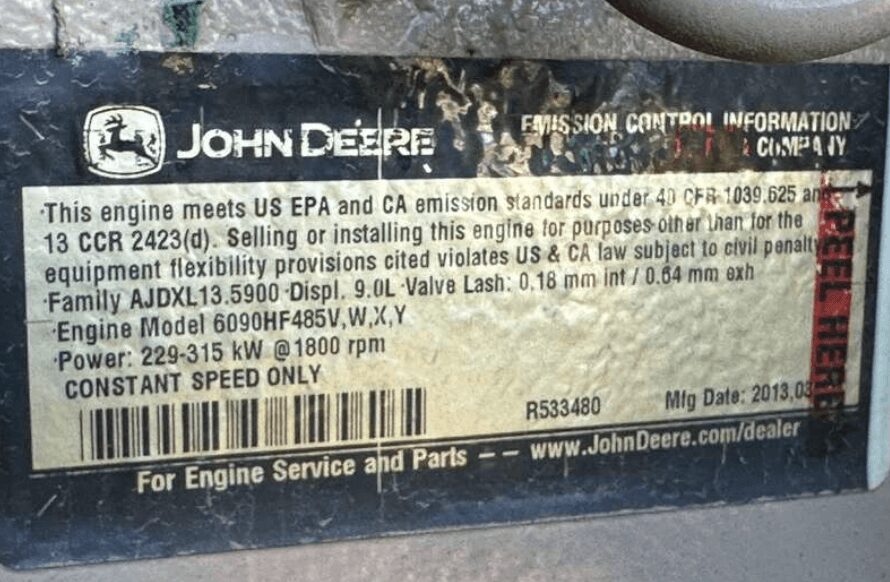 JOHN DEERE
EMISSION CONTROL INFORMATION
COMPANY
·This engine meets US EPA and CA emission standards under 40 CFR 1039.625 and
13 CCR 2423(d). Selling or installing this engine for purposes other than for the
equipment flexibility provisions cited violates US & CA law subject to civil penalty
·Family AJDXL13.5900 ·Displ. 9.0L ·Valve Lash: 0.18 mm int / 0.64 mm exh
·Engine Model 6090HF485V,W,X,Y
·Power: 229-315 kW @1800 rpm
CONSTANT SPEED ONLY
R533480 Mfg Date: 2013,03
For Engine Service and Parts – – www.JohnDeere.com/dealer
PEEL HERE